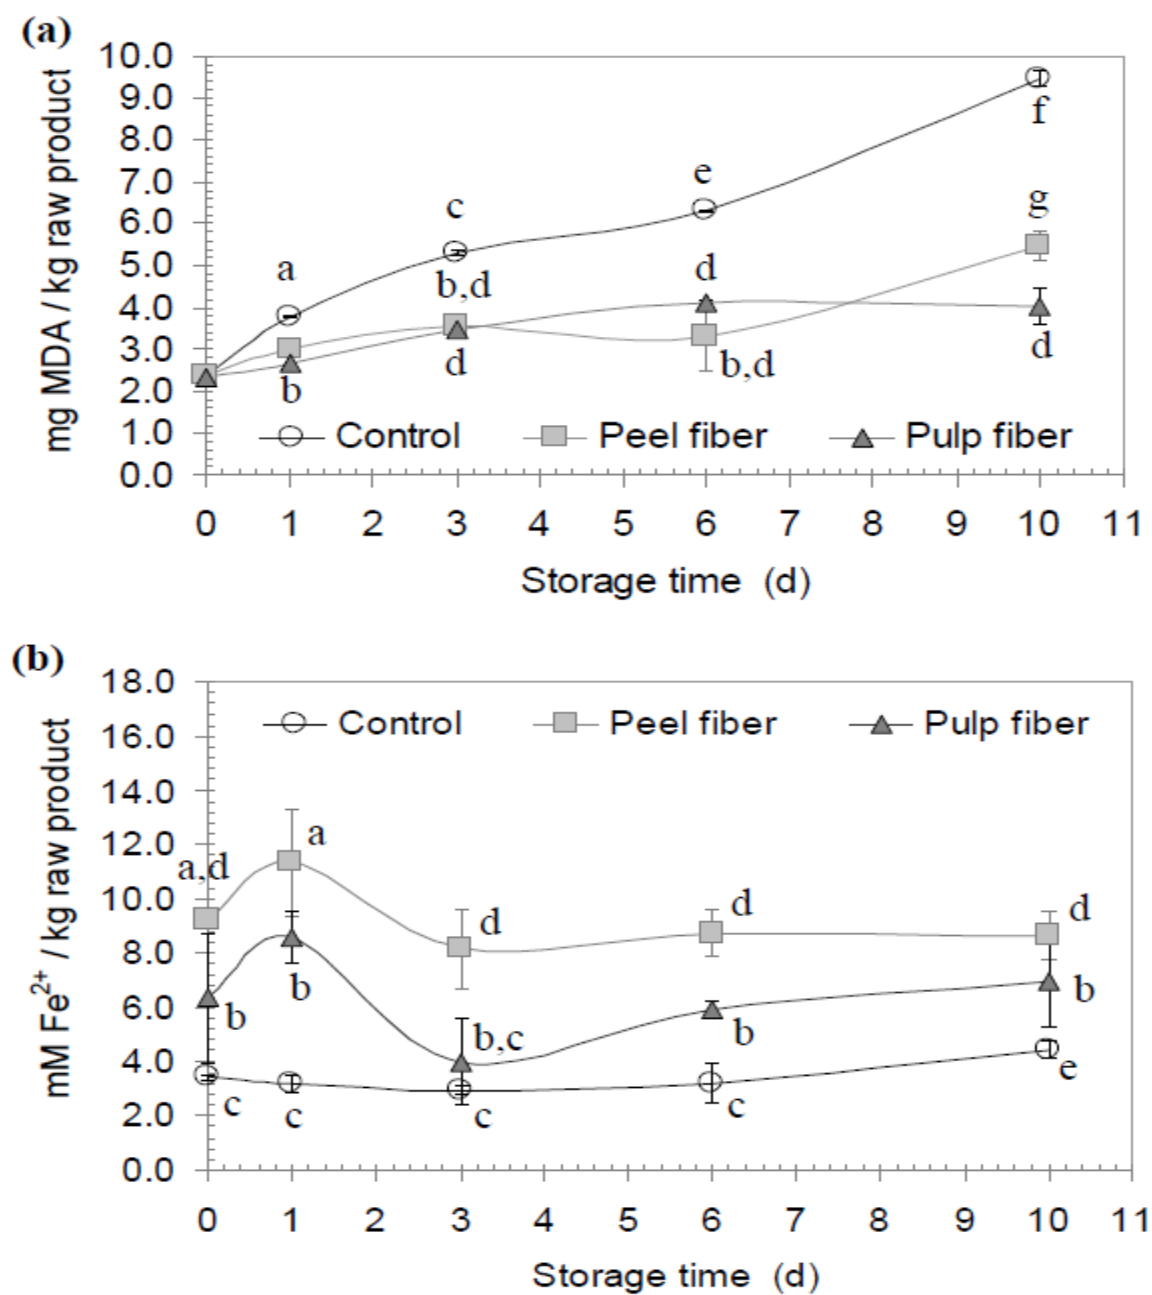 (a)
mg MDA / kg raw product
10.0
9.0
8.0
7.0
6.0
5.0
4.0
3.0
2.0
1.0
0.0
a
c
e
f
b,d
d
g
b
d
b,d
d
Control Peel fiber Pulp fiber
0 1 2 3 4 5 6 7 8 9 10 11
Storage time (d)
(b)
mM Fe²⁺ / kg raw product
18.0
16.0
14.0
12.0
10.0
8.0
6.0
4.0
2.0
0.0
Control Peel fiber Pulp fiber
a,d
a
d
d
d
b
b
b,c
b
b
c
c
c
c
e
0 1 2 3 4 5 6 7 8 9 10 11
Storage time (d)